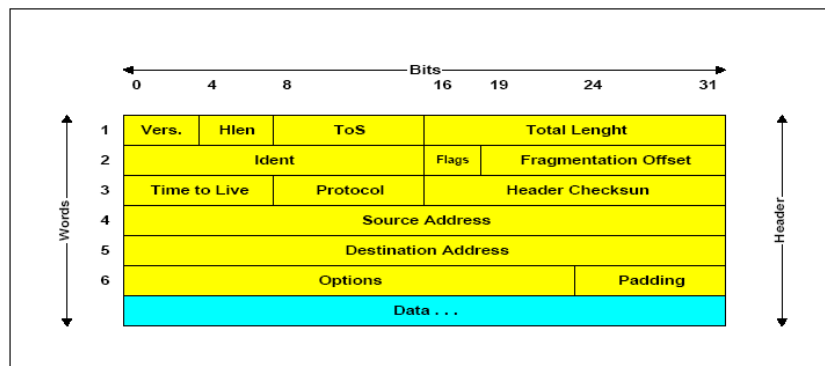 Bits
0 4 8 16 19 24 31
1 Vers. Hlen ToS Total Lenght
2 Ident Flags Fragmentation Offset
3 Time to Live Protocol Header Checksun
4 Source Address
5 Destination Address
6 Options Padding
Data . . .
Words
Header